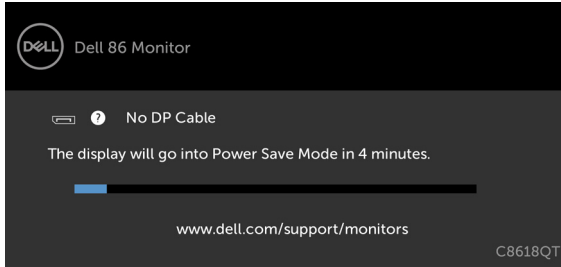 DELL
Dell 86 Monitor
? No DP Cable
The display will go into Power Save Mode in 4 minutes.
www.dell.com/support/monitors
C8618QT